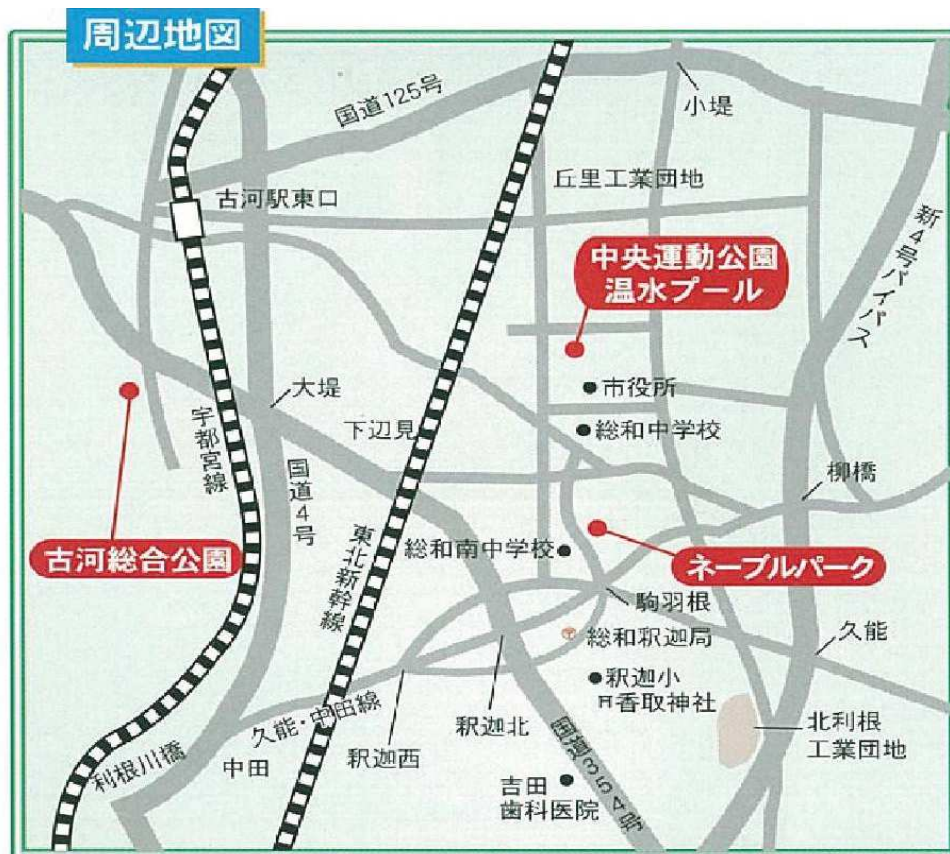 周辺地図
国道125号
小堤
古河駅東口
丘里工業団地
新4号バイパス
中央運動公園
温水プール
大堤
市役所
下辺見
総和中学校
宇都宮線
国道4号
柳橋
古河総合公園
東北新幹線
総和南中学校
ネーブルパーク
駒羽根
総和釈迦局
久能
釈迦小
香取神社
久能・中田線
釈迦西
釈迦北
国道354号
北利根
工業団地
利根川橋
中田
吉田
歯科医院